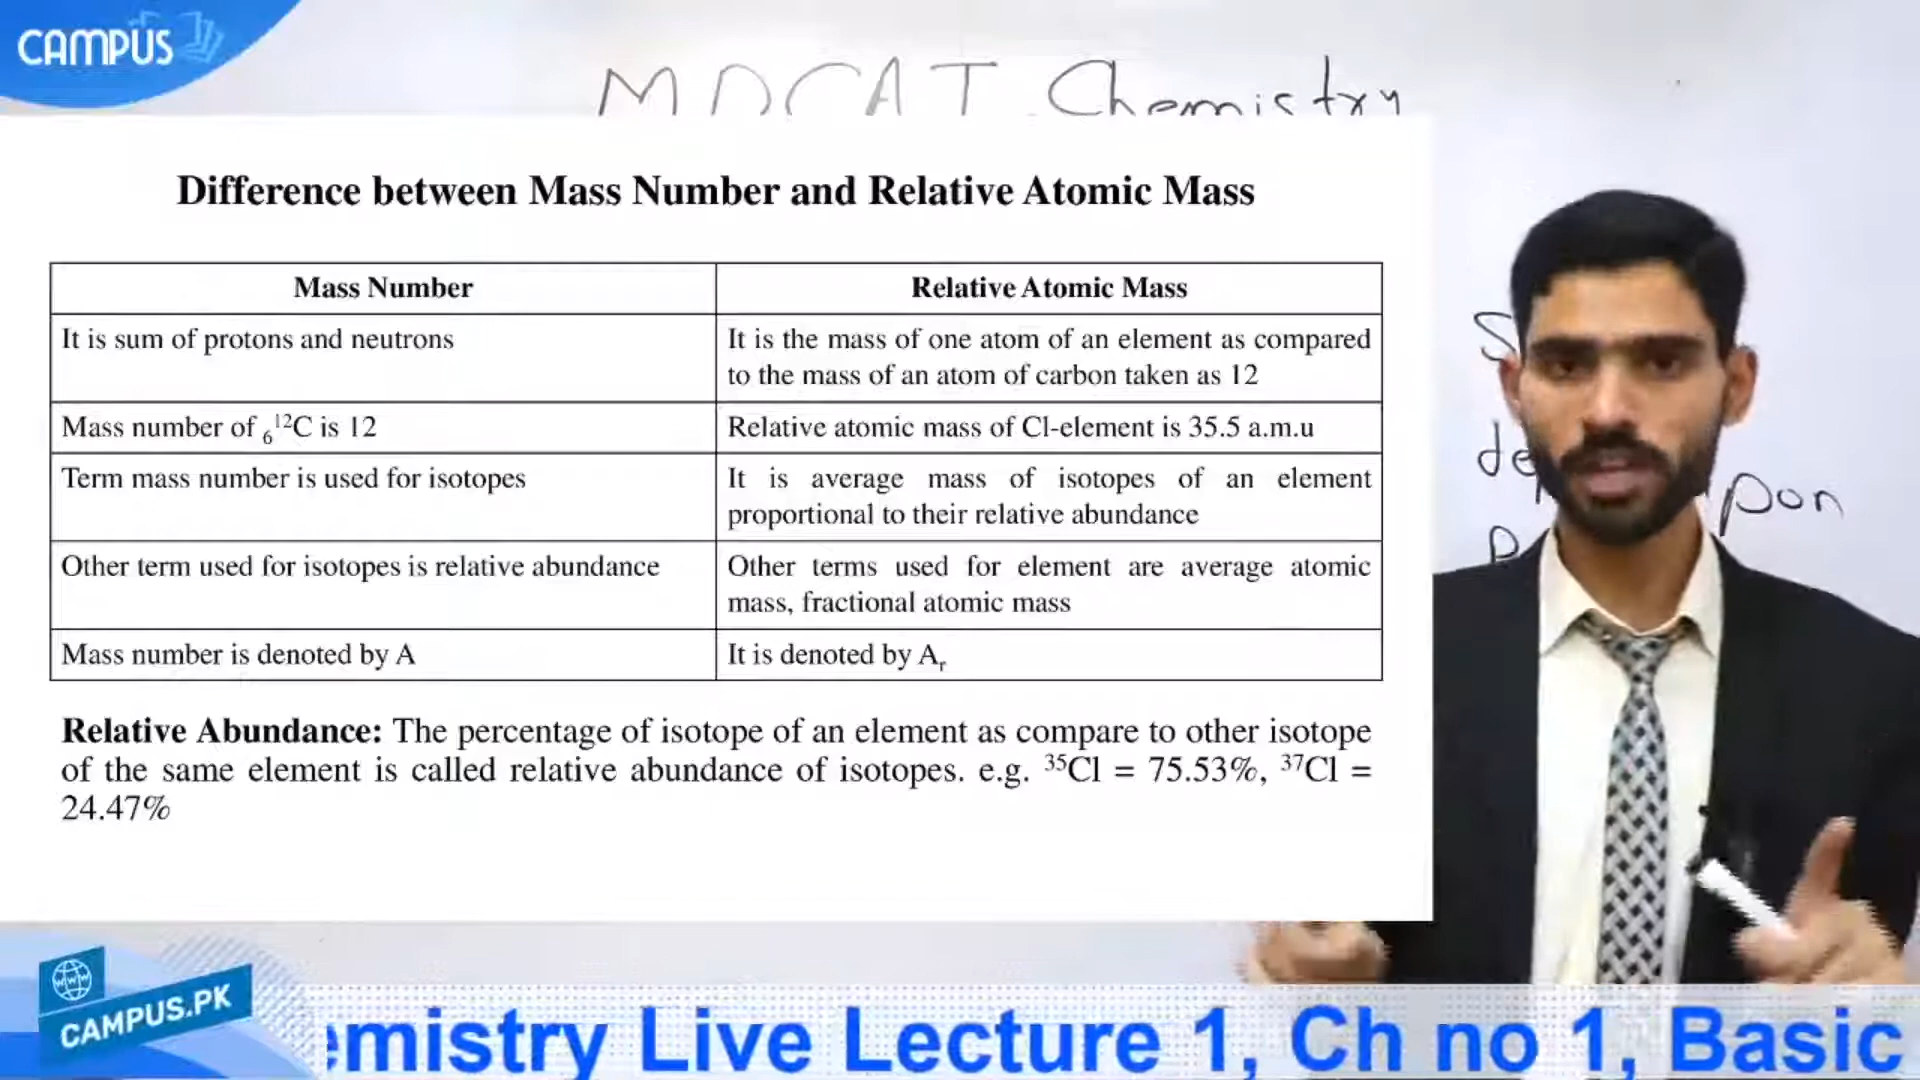 CAMPUS
MDCAT Chemistry
Difference between Mass Number and Relative Atomic Mass
Mass Number
Relative Atomic Mass
It is sum of protons and neutrons
It is the mass of one atom of an element as compared
to the mass of an atom of carbon taken as 12
Mass number of ₆¹²C is 12
Relative atomic mass of Cl-element is 35.5 a.m.u
Term mass number is used for isotopes
It is average mass of isotopes of an element
proportional to their relative abundance
Other term used for isotopes is relative abundance
Other terms used for element are average atomic
mass, fractional atomic mass
Mass number is denoted by A
It is denoted by Aᵣ
Relative Abundance: The percentage of isotope of an element as compare to other isotope
of the same element is called relative abundance of isotopes. e.g. ³⁵Cl = 75.53%, ³⁷Cl =
24.47%
www
CAMPUS.PK
emistry Live Lecture 1, Ch no 1, Basic